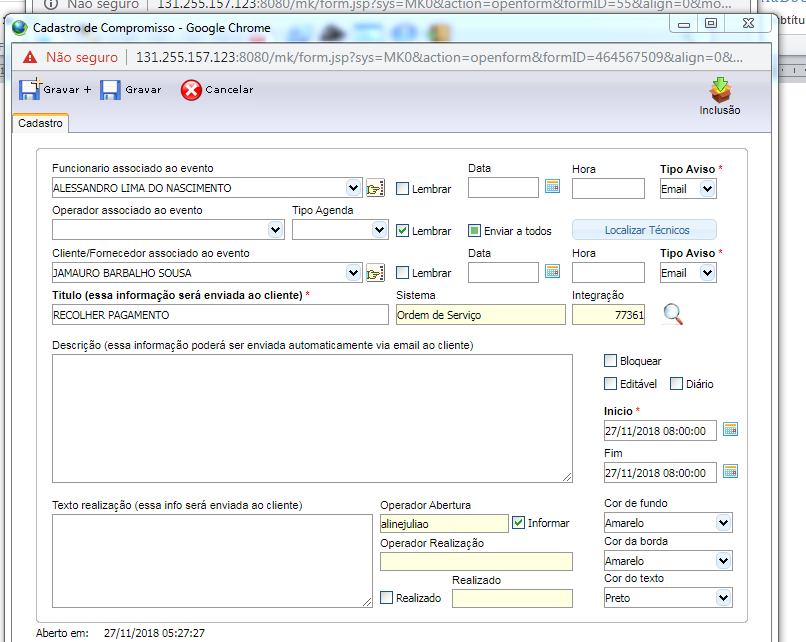 Não seguro 131.255.157.123:8080/mk/form.jsp?sys=MK0&action=openform&formID=55&align=0&mo...
Cadastro de Compromisso - Google Chrome
Não seguro 131.255.157.123:8080/mk/form.jsp?sys=MK0&action=openform&formID=464567509&align=0&...
Gravar + Gravar Cancelar
Inclusão
Cadastro
Funcionario associado ao evento Data Hora Tipo Aviso *
ALESSANDRO LIMA DO NASCIMENTO Lembrar Email
Operador associado ao evento Tipo Agenda
Lembrar Enviar a todos Localizar Técnicos
Cliente/Fornecedor associado ao evento Data Hora Tipo Aviso *
JAMAURO BARBALHO SOUSA Lembrar Email
Titulo (essa informação será enviada ao cliente) * Sistema Integração
RECOLHER PAGAMENTO Ordem de Serviço 77361
Descrição (essa informação poderá ser enviada automaticamente via email ao cliente)
Bloquear
Editável Diário
Inicio *
27/11/2018 08:00:00
Fim
27/11/2018 08:00:00
Texto realização (essa info será enviada ao cliente) Operador Abertura Cor de fundo
alinejuliao Informar Amarelo
Operador Realização Cor da borda
Amarelo
Realizado Cor do texto
Realizado Preto
Aberto em: 27/11/2018 05:27:27